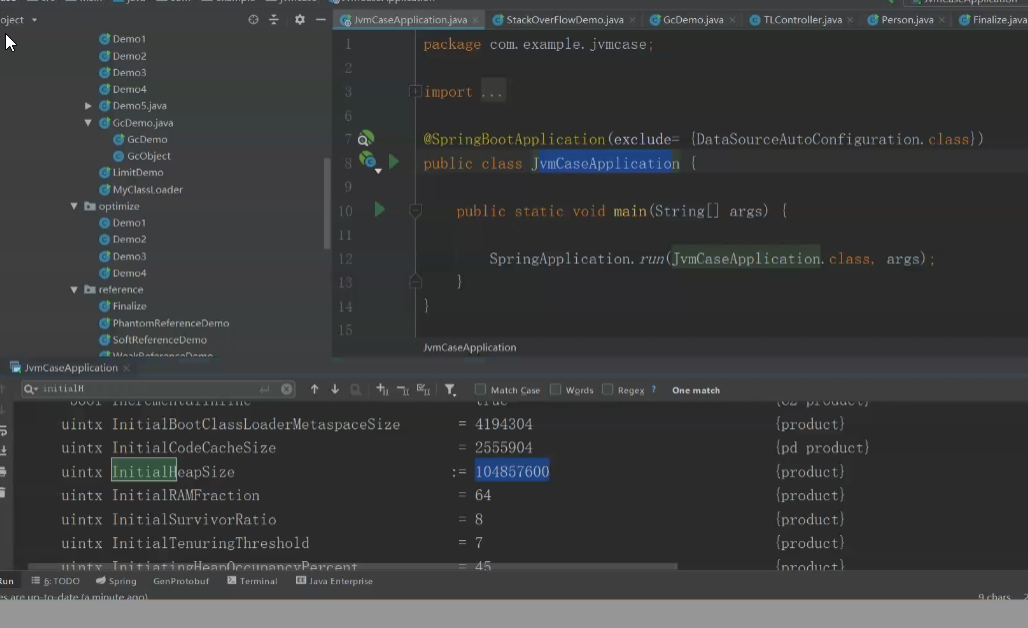 oject
JvmCaseApplication.java
StackOverFlowDemo.java
GcDemo.java
TLController.java
Person.java
Finalize.java
Demo1
Demo2
Demo3
Demo4
Demo5.java
GcDemo.java
GcDemo
GcObject
LimitDemo
MyClassLoader
optimize
Demo1
Demo2
Demo3
Demo4
reference
Finalize
PhantomReferenceDemo
SoftReferenceDemo
WeakReferenceDemo
1 package com.example.jvmcase;
2
3 import ...
6
7 @SpringBootApplication(exclude= {DataSourceAutoConfiguration.class})
8 public class JvmCaseApplication {
9
10 public static void main(String[] args) {
11
12 SpringApplication.run(JvmCaseApplication.class, args);
13 }
14 }
15
JvmCaseApplication
JvmCaseApplication
initialH
Match Case Words Regex ? One match
bool IncrementalInline true {C2 product}
uintx InitialBootClassLoaderMetaspaceSize = 4194304 {product}
uintx InitialCodeCacheSize = 2555904 {pd product}
uintx InitialHeapSize := 104857600 {product}
uintx InitialRAMFraction = 64 {product}
uintx InitialSurvivorRatio = 8 {product}
uintx InitialTenuringThreshold = 7 {product}
uintx InitiatingHeapOccupancyPercent = 45 {product}
Run 6: TODO Spring GenProtobuf Terminal Java Enterprise
es are up-to-date (a minute ago) 9 chars